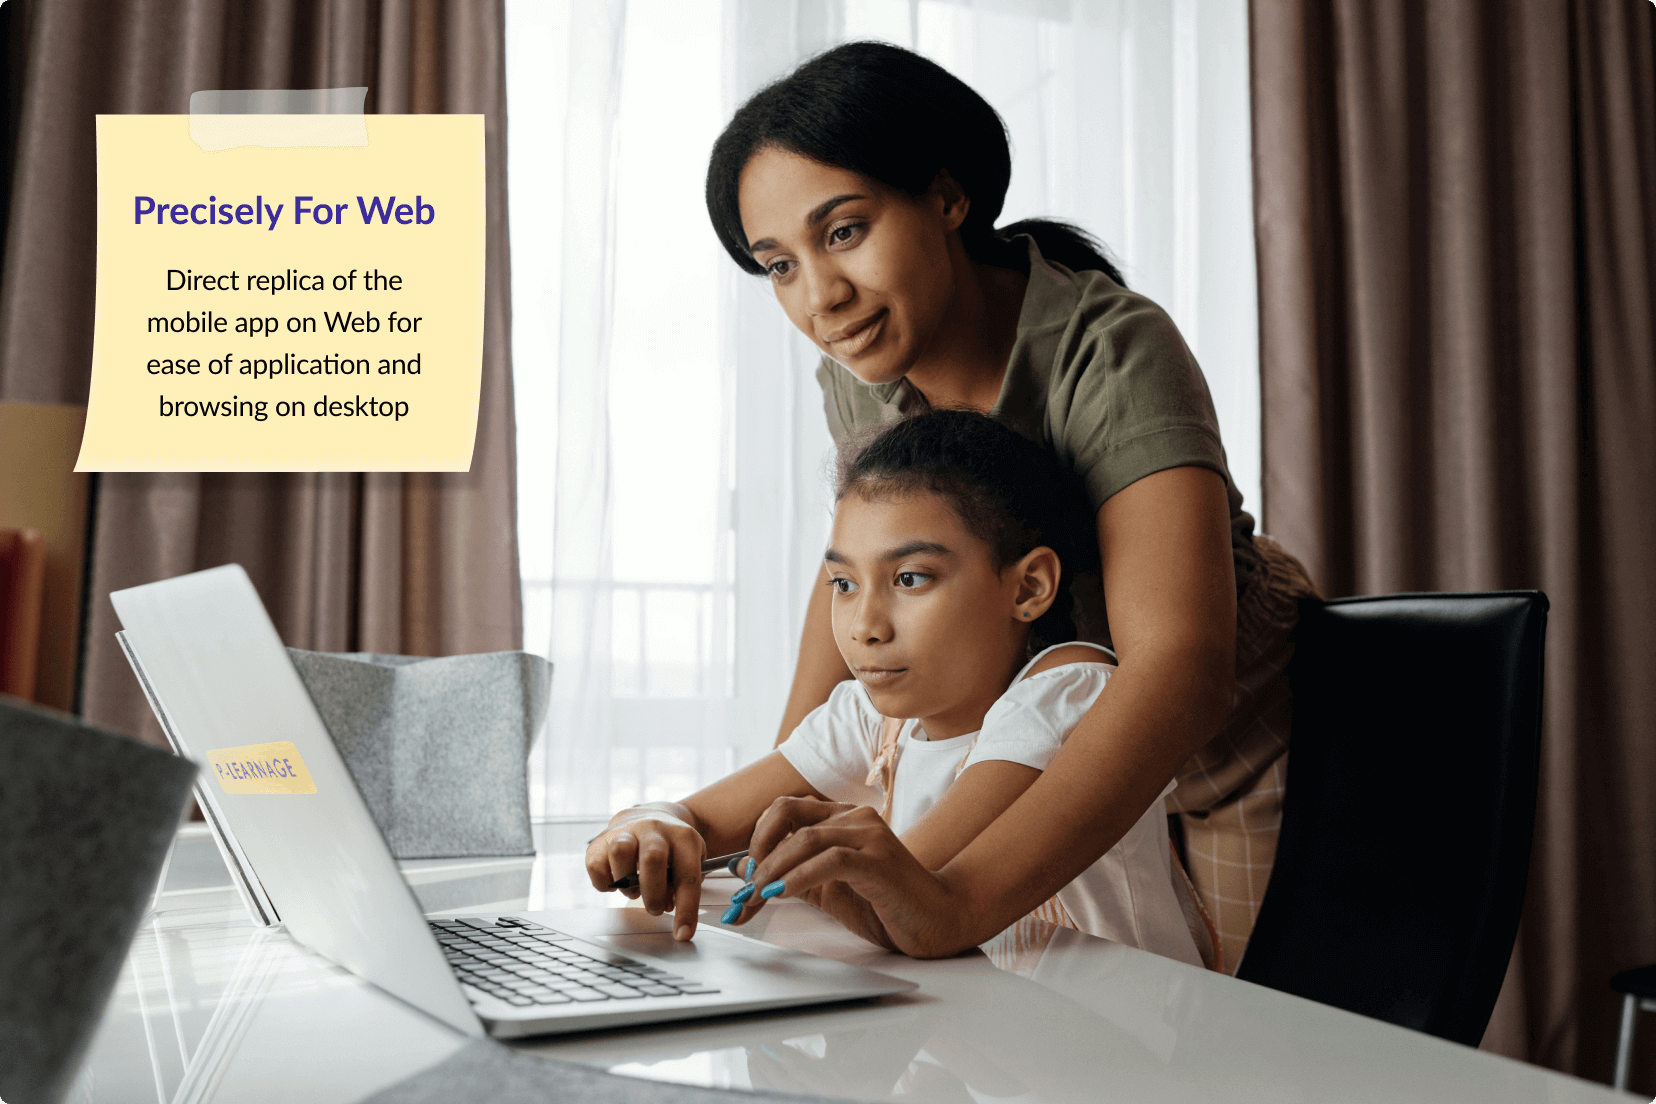 Precisely For Web
Direct replica of the
mobile app on Web for
ease of application and
browsing on desktop
P-LEARNAGE